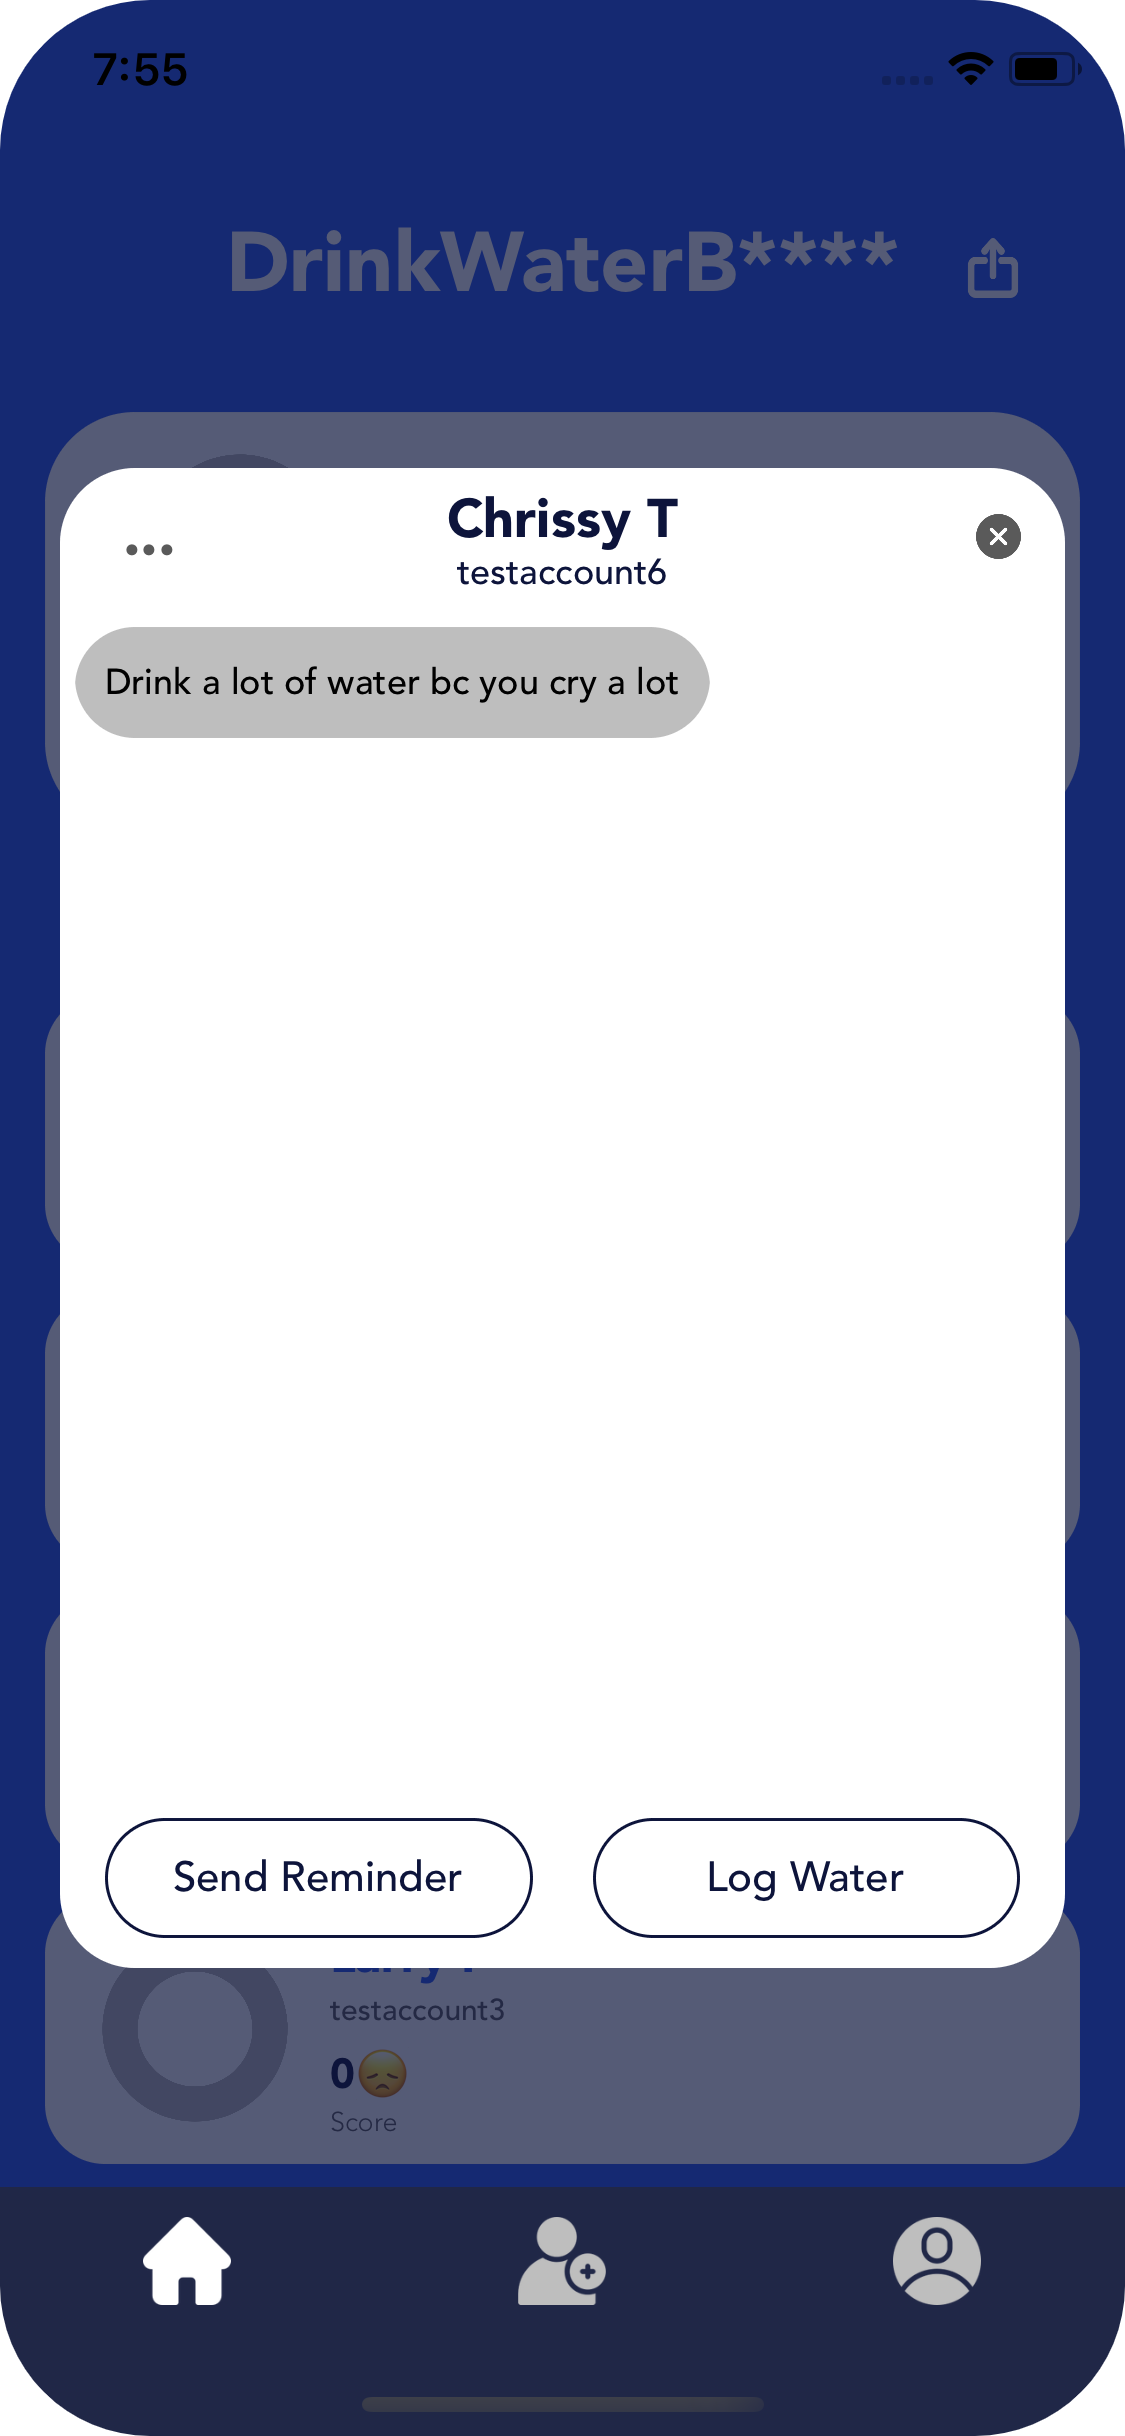 7:55
DrinkWaterB****
Chrissy T
testaccount6
Drink a lot of water bc you cry a lot
Send Reminder
Log Water
testaccount3
0😞
Score